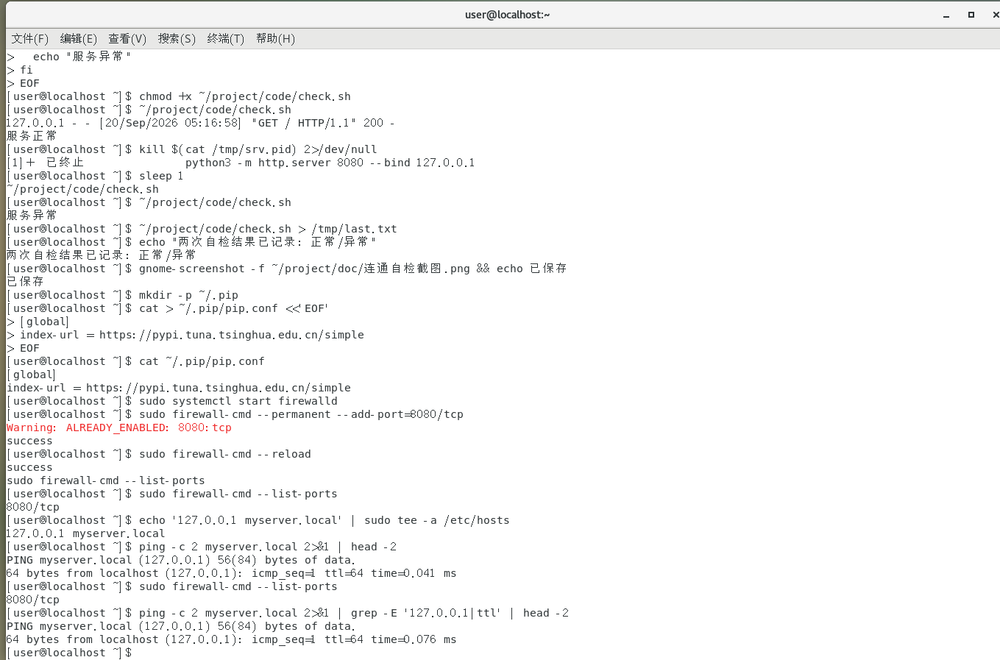 user@localhost:~
文件(F) 编辑(E) 查看(V) 搜索(S) 终端(T) 帮助(H)
>   echo "服务异常"
> fi
> EOF
[user@localhost ~]$ chmod +x ~/project/code/check.sh
[user@localhost ~]$ ~/project/code/check.sh
127.0.0.1 - - [20/Sep/2026 05:16:58] "GET / HTTP/1.1" 200 -
服务正常
[user@localhost ~]$ kill $(cat /tmp/srv.pid) 2>/dev/null
[1]+  已终止               python3 -m http.server 8080 --bind 127.0.0.1
[user@localhost ~]$ sleep 1
~/project/code/check.sh
[user@localhost ~]$ ~/project/code/check.sh
服务异常
[user@localhost ~]$ ~/project/code/check.sh > /tmp/last.txt
[user@localhost ~]$ echo "两次自检结果已记录: 正常/异常"
两次自检结果已记录: 正常/异常
[user@localhost ~]$ gnome-screenshot -f ~/project/doc/连通自检截图.png && echo 已保存
已保存
[user@localhost ~]$ mkdir -p ~/.pip
[user@localhost ~]$ cat > ~/.pip/pip.conf <<'EOF'
> [global]
> index-url = https://pypi.tuna.tsinghua.edu.cn/simple
> EOF
[user@localhost ~]$ cat ~/.pip/pip.conf
[global]
index-url = https://pypi.tuna.tsinghua.edu.cn/simple
[user@localhost ~]$ sudo systemctl start firewalld
[user@localhost ~]$ sudo firewall-cmd --permanent --add-port=8080/tcp
Warning: ALREADY_ENABLED: 8080:tcp
success
[user@localhost ~]$ sudo firewall-cmd --reload
success
sudo firewall-cmd --list-ports
[user@localhost ~]$ sudo firewall-cmd --list-ports
8080/tcp
[user@localhost ~]$ echo '127.0.0.1 myserver.local' | sudo tee -a /etc/hosts
127.0.0.1 myserver.local
[user@localhost ~]$ ping -c 2 myserver.local 2>&1 | head -2
PING myserver.local (127.0.0.1) 56(84) bytes of data.
64 bytes from localhost (127.0.0.1): icmp_seq=1 ttl=64 time=0.041 ms
[user@localhost ~]$ sudo firewall-cmd --list-ports
8080/tcp
[user@localhost ~]$ ping -c 2 myserver.local 2>&1 | grep -E '127.0.0.1|ttl' | head -2
PING myserver.local (127.0.0.1) 56(84) bytes of data.
64 bytes from localhost (127.0.0.1): icmp_seq=1 ttl=64 time=0.076 ms
[user@localhost ~]$